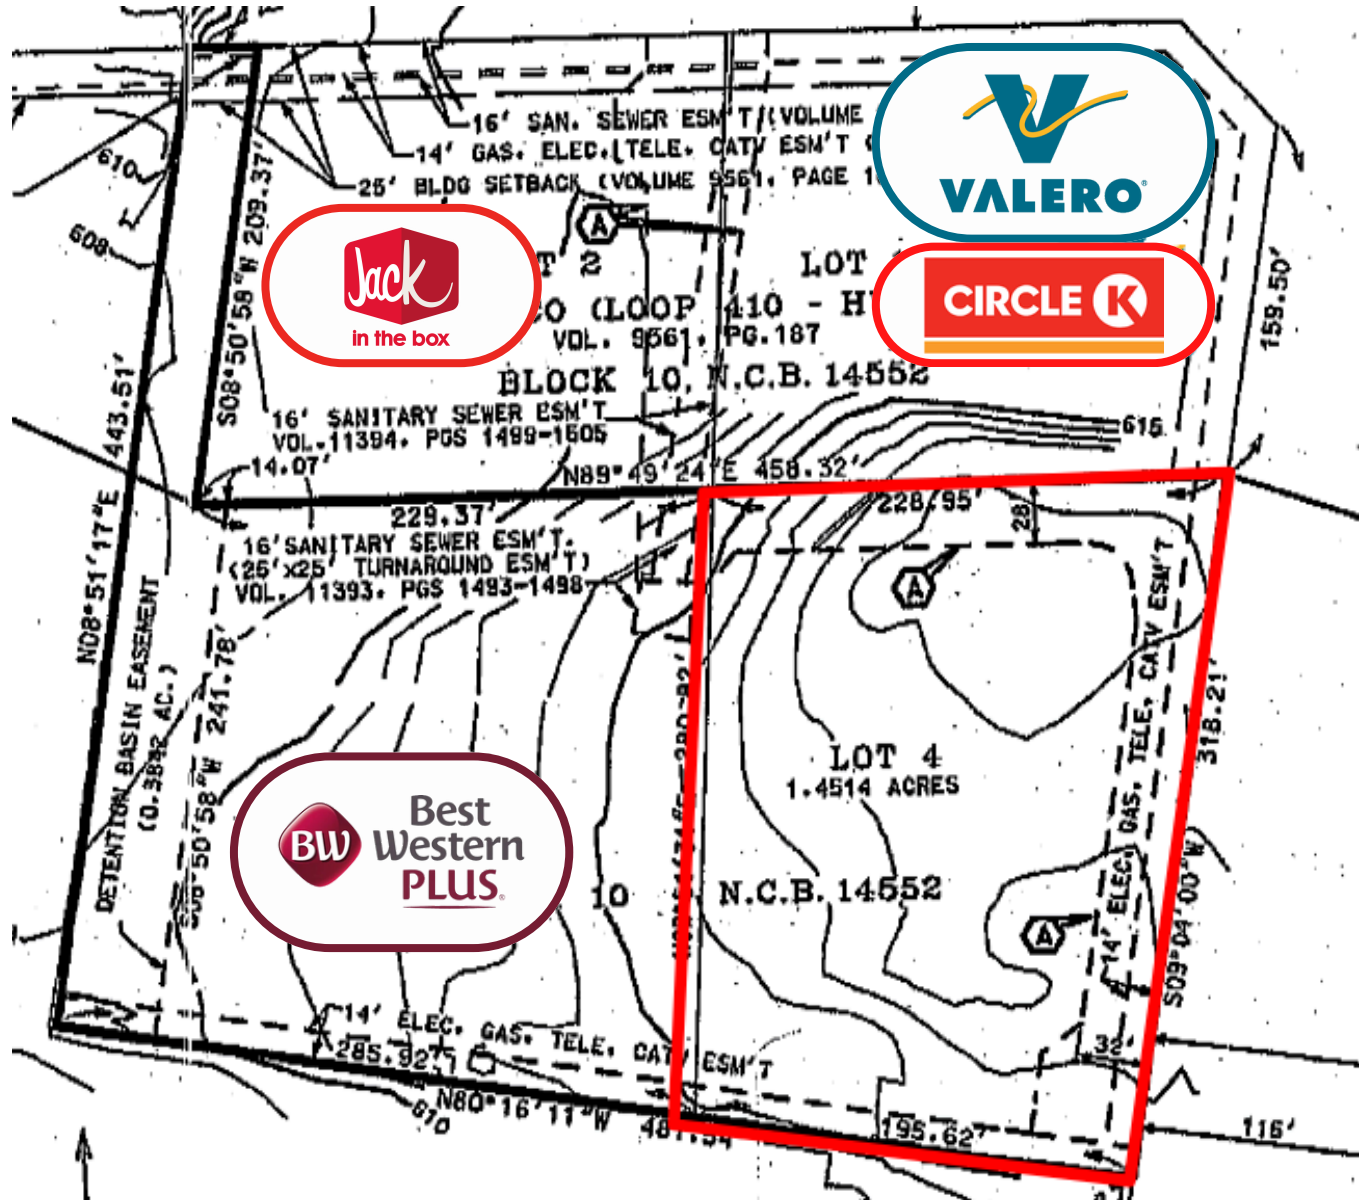 16' SAN. SEWER ESM'T (VOLUME
14' GAS. ELEC. TELE. CATV ESM'T
25' BLDG SETBACK (VOLUME 9561, PAGE
VALERO
610
608
S08°50'58"W 209.37'
A
Jack
in the box
T 2
LOT
CO (LOOP 410 - H
VOL. 9561, PG.187
CIRCLE K
159.50'
BLOCK 10, N.C.B. 14552
16' SANITARY SEWER ESM'T
VOL.11394. PGS 1499-1505
615
14.07'
N89°49'24"E 458.32'
N08°51'17"E 443.51'
229.37'
228.95'
28'
16'SANITARY SEWER ESM'T.
(25'x25' TURNAROUND ESM'T)
VOL. 11393. PGS 1493-1498
A
DETENTION BASIN EASEMENT
S08°50'58"W 241.78'
LOT 4
1.4514 ACRES
318.21'
S09°04'00"W
14' ELEC. GAS. TELE. CATV ESM'T
BW
Best
Western
PLUS
10
N.C.B. 14552
A
14' ELEC. GAS. TELE. CATV ESM'T
285.92'
32'
N80°16'11"W
610
195.62'
116'